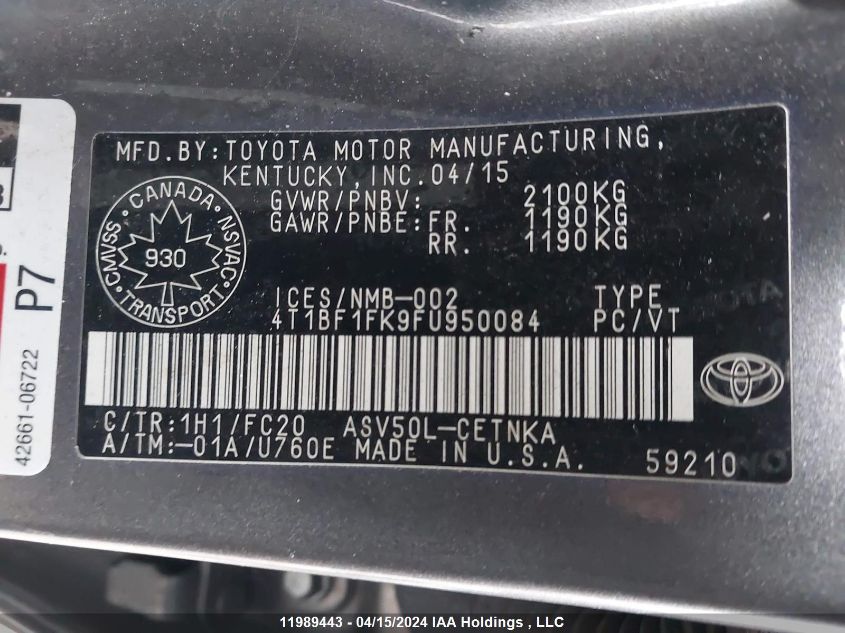 MFD.BY:TOYOTA MOTOR MANUFACTURING,
KENTUCKY,INC.04/15
GVWR/PNBV: 2100KG
GAWR/PNBE:FR. 1190KG
RR. 1190KG
CANADA
CMVSS NSVAC
930
TRANSPORT
ICES/NMB-002 TYPE
4T1BF1FK9FU950084 PC/VT
C/TR:1H1/FC20 ASV50L-CETNKA
A/TM:-01A/U760E MADE IN U.S.A. 59210
P7
42661-06722
11989443 - 04/15/2024 IAA Holdings , LLC